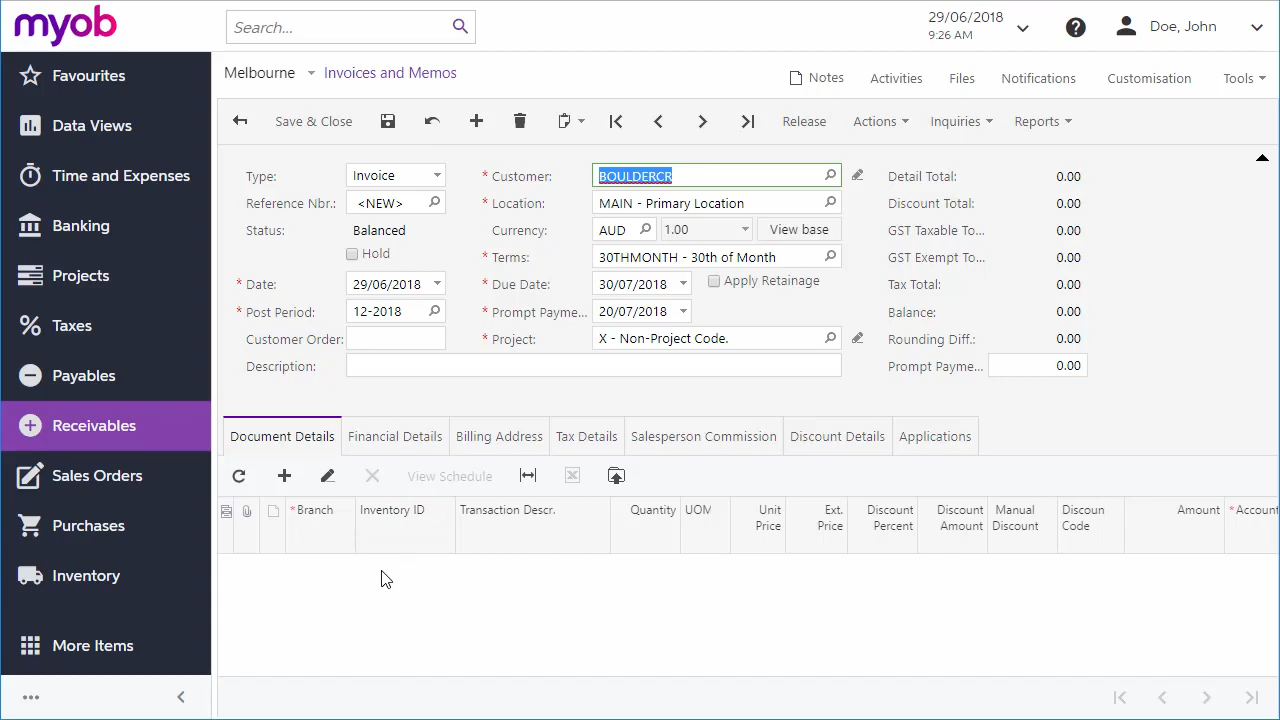 myob
Search...
29/06/2018
9:26 AM
Doe, John
Favourites
Data Views
Time and Expenses
Banking
Projects
Taxes
Payables
Receivables
Sales Orders
Purchases
Inventory
More Items
Melbourne Invoices and Memos
Notes Activities Files Notifications Customisation Tools
Save & Close Release Actions Inquiries Reports
Type: Invoice * Customer: BOULDERCR Detail Total: 0.00
Reference Nbr.: <NEW> * Location: MAIN - Primary Location Discount Total: 0.00
Status: Balanced Currency: AUD 1.00 View base GST Taxable To... 0.00
Hold * Terms: 30THMONTH - 30th of Month GST Exempt To... 0.00
* Date: 29/06/2018 * Due Date: 30/07/2018 Apply Retainage Tax Total: 0.00
* Post Period: 12-2018 * Prompt Payme... 20/07/2018 Balance: 0.00
Customer Order: * Project: X - Non-Project Code. Rounding Diff.: 0.00
Description: Prompt Payme... 0.00
Document Details Financial Details Billing Address Tax Details Salesperson Commission Discount Details Applications
View Schedule
* Branch Inventory ID Transaction Descr. Quantity UOM Unit Price Ext. Price Discount Percent Discount Amount Manual Discount Discoun Code Amount * Account